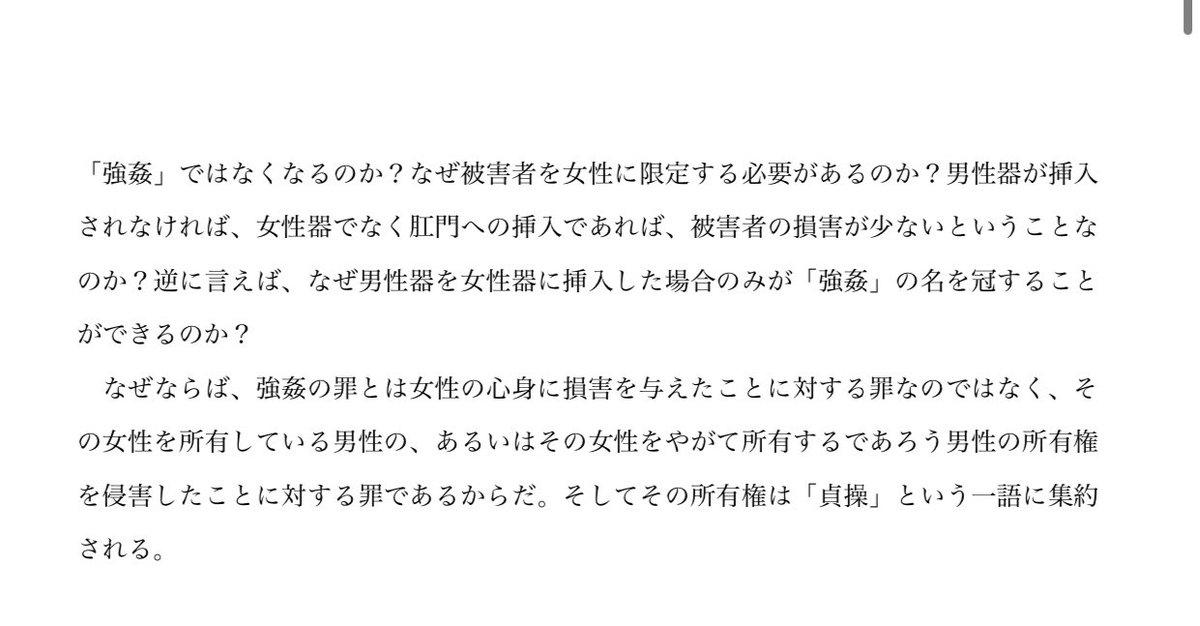 「強姦」ではなくなるのか？なぜ被害者を女性に限定する必要があるのか？男性器が挿入
されなければ、女性器でなく肛門への挿入であれば、被害者の損害が少ないということな
のか？逆に言えば、なぜ男性器を女性器に挿入した場合のみが「強姦」の名を冠すること
ができるのか？
　なぜならば、強姦の罪とは女性の心身に損害を与えたことに対する罪なのではなく、そ
の女性を所有している男性の、あるいはその女性をやがて所有するであろう男性の所有権
を侵害したことに対する罪であるからだ。そしてその所有権は「貞操」という一語に集約
される。